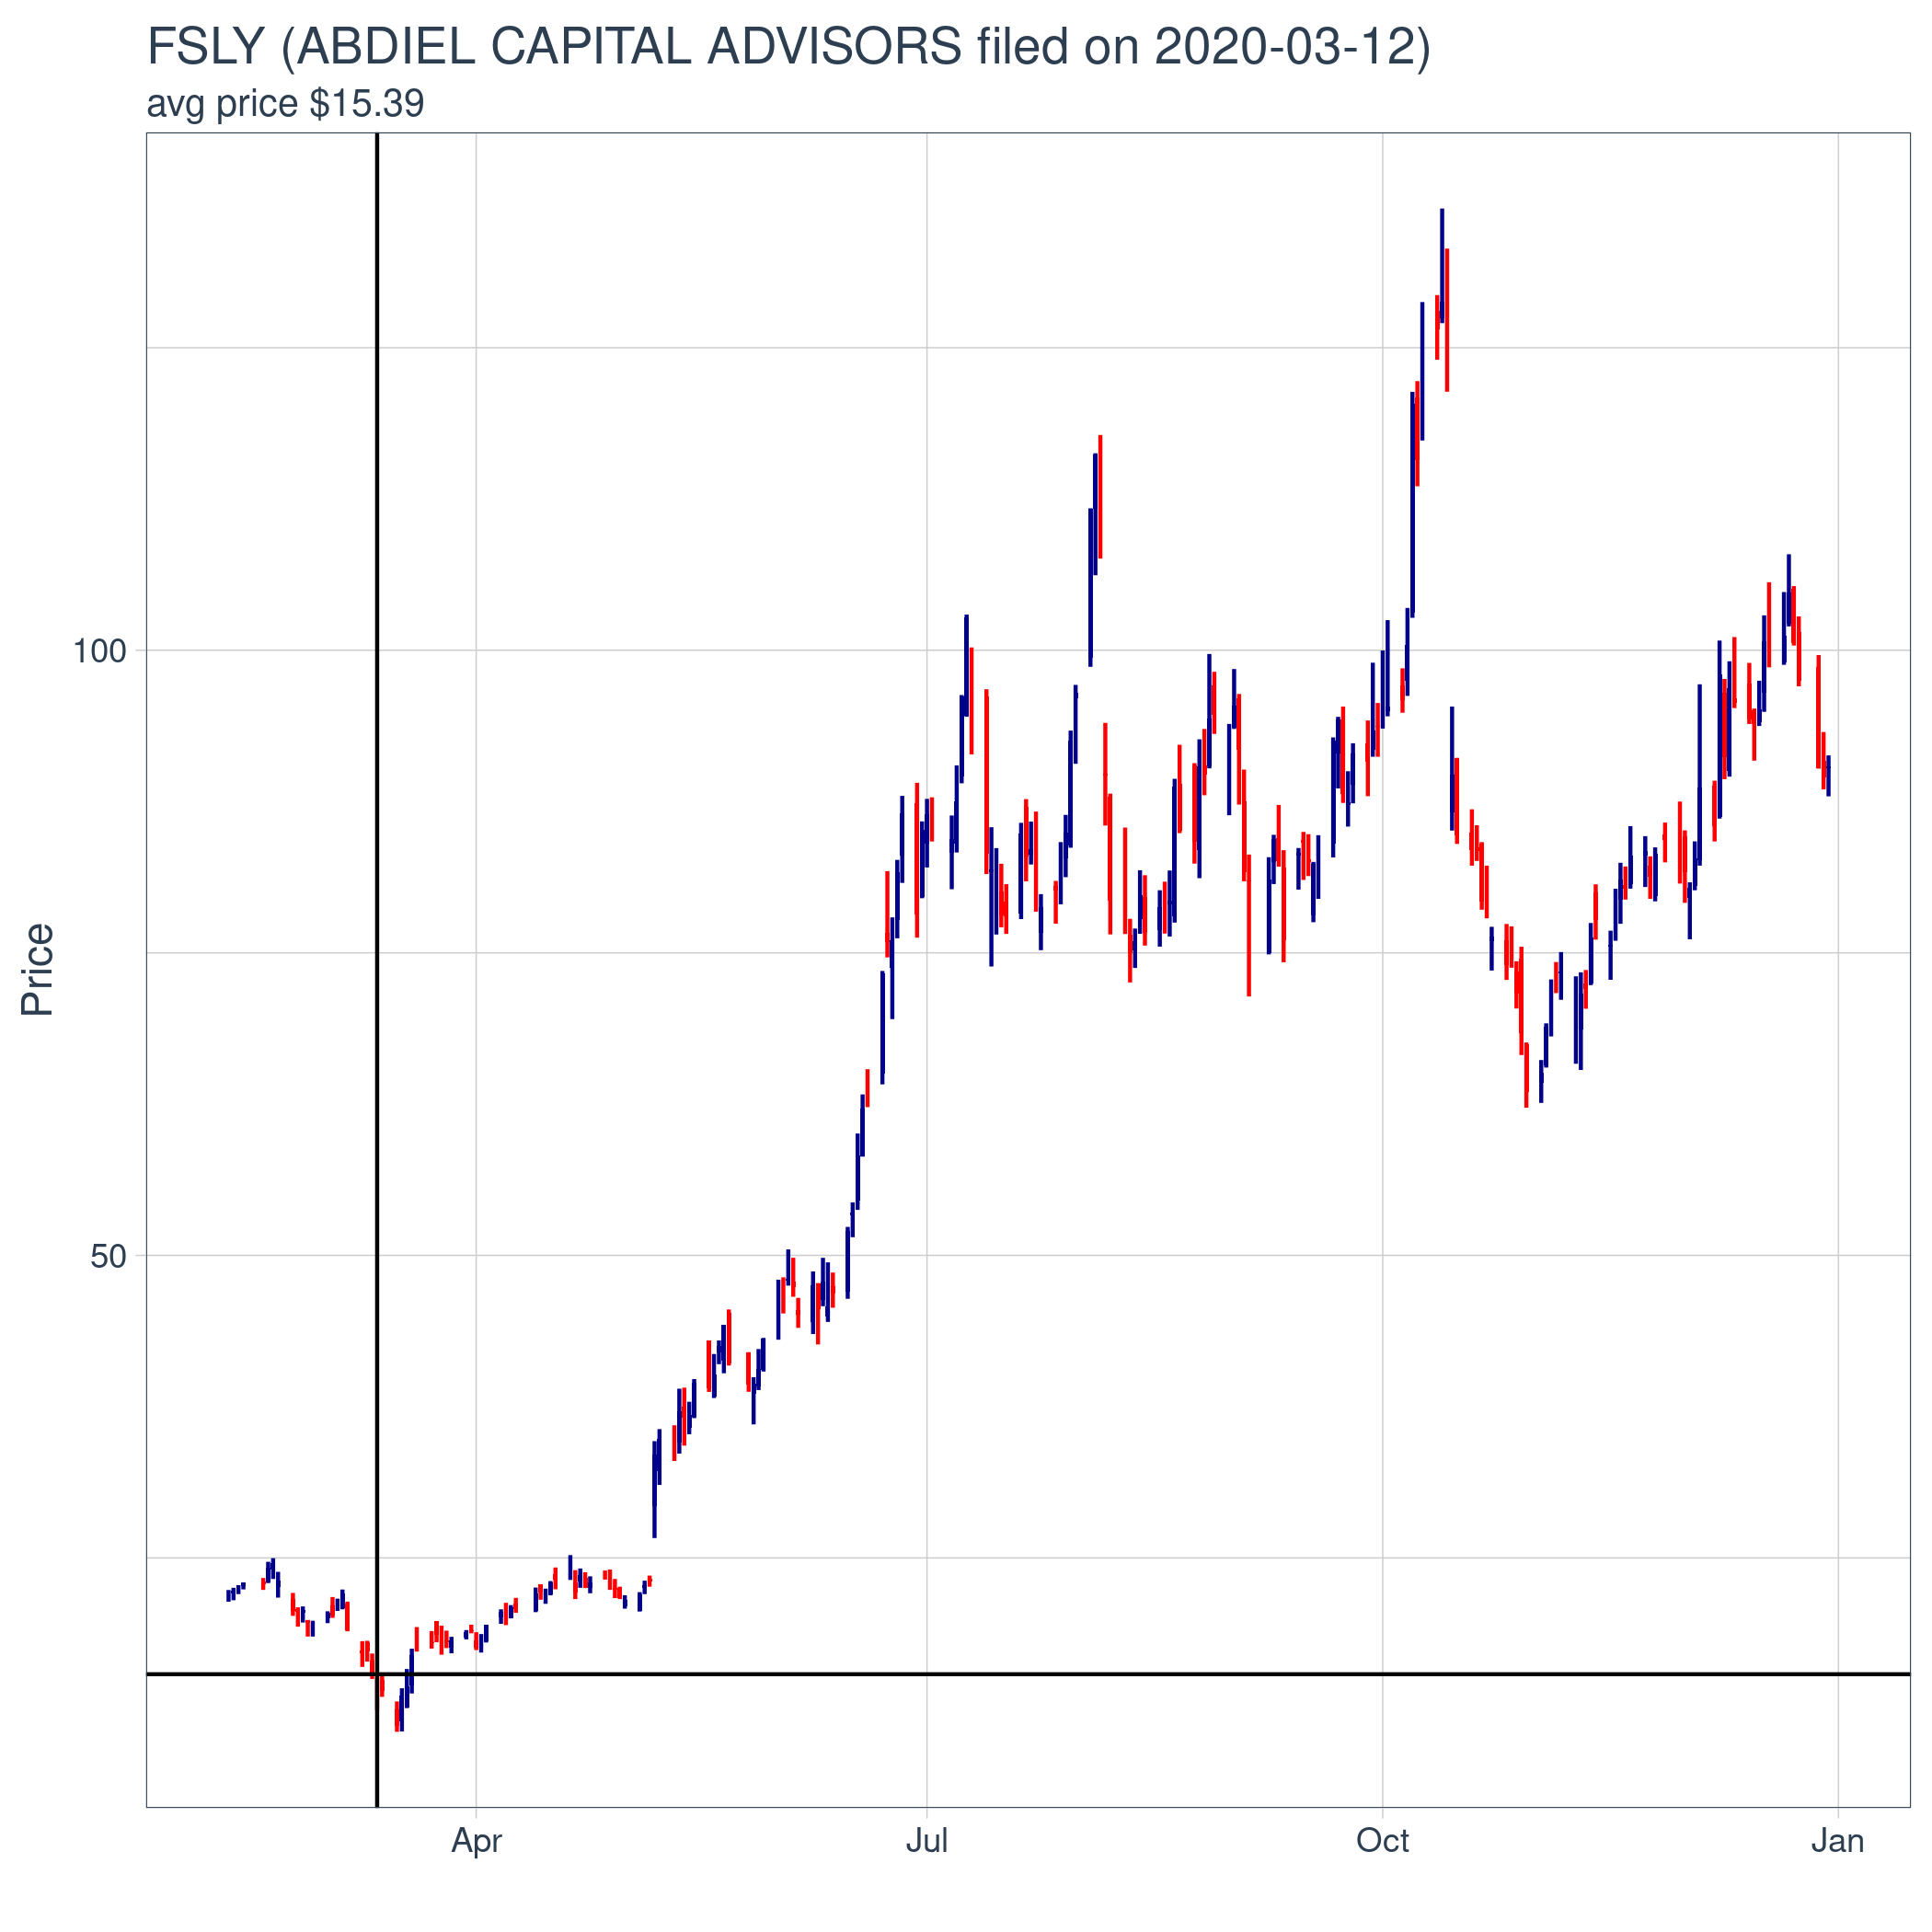 FSLY (ABDIEL CAPITAL ADVISORS filed on 2020-03-12)
avg price $15.39
100
50
Price
Apr Jul Oct Jan